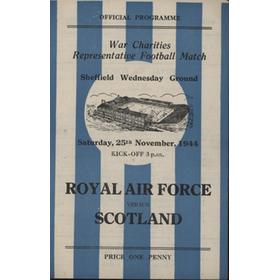 OFFICIAL PROGRAMME
War Charities
Representative Football Match
Sheffield Wednesday Ground
Saturday, 25th November, 1944
KICK-OFF 3 p.m.
ROYAL AIR FORCE
VERSUS
SCOTLAND
PRICE ONE PENNY